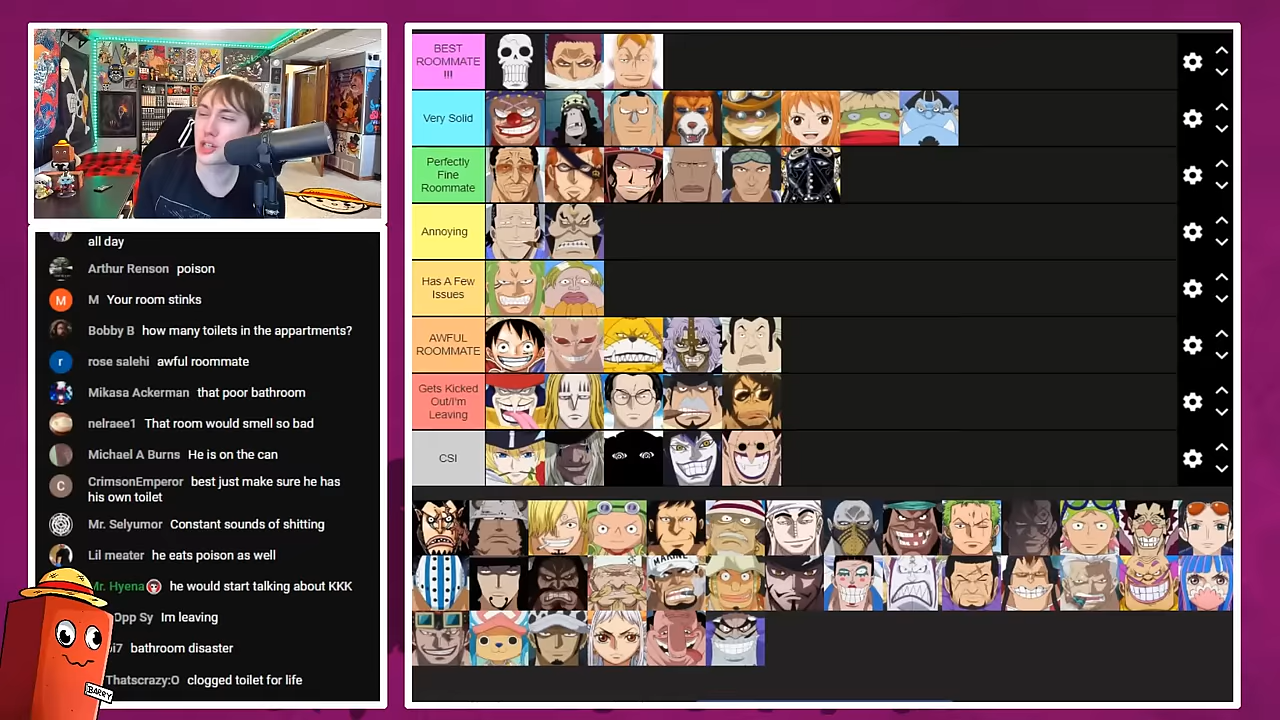 all day
Arthur Renson poison
M M Your room stinks
Bobby B how many toilets in the appartments?
r rose salehi awful roommate
Mikasa Ackerman that poor bathroom
nelraee1 That room would smell so bad
Michael A Burns He is on the can
C CrimsonEmperor best just make sure he has
his own toilet
Mr. Selyumor Constant sounds of shitting
Lil meater he eats poison as well
Mr. Hyena he would start talking about KKK
Opp Sy Im leaving
bathroom disaster
Thatscrazy:O clogged toilet for life
BARRY
BEST
ROOMMATE
!!!
Very Solid
Perfectly
Fine
Roommate
Annoying
Has A Few
Issues
AWFUL
ROOMMATE
Gets Kicked
Out/I'm
Leaving
CSI
MARINE